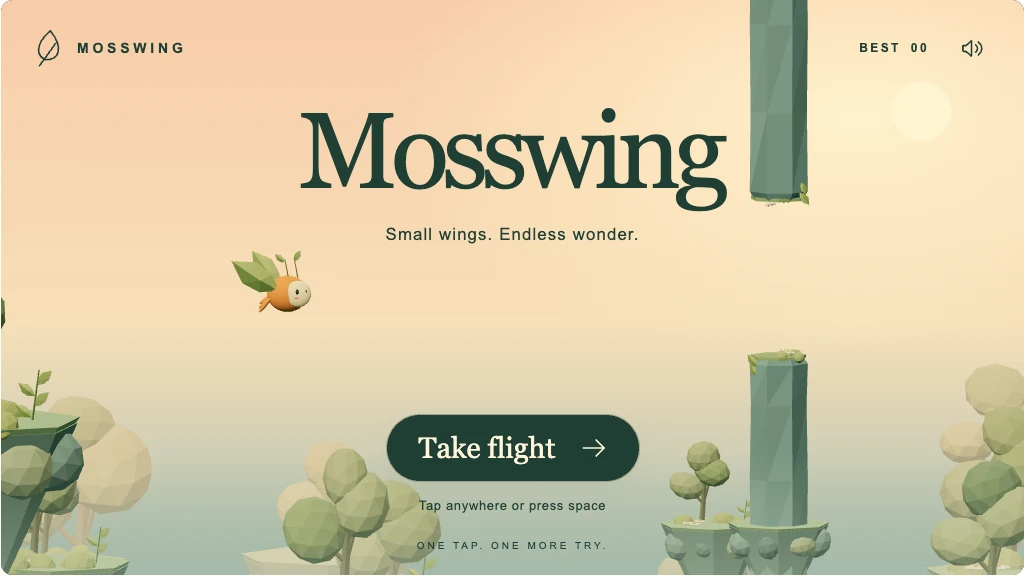 MOSSWING
BEST 00
Mosswing
Small wings. Endless wonder.
Take flight
Tap anywhere or press space
ONE TAP. ONE MORE TRY.